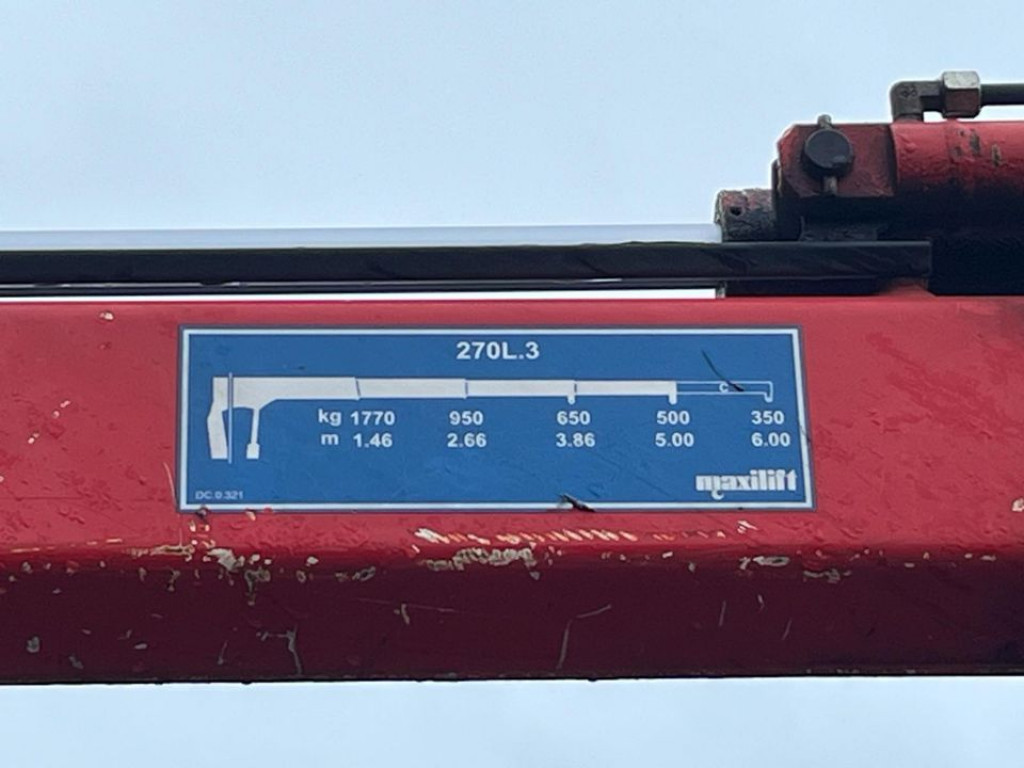 270L.3
c
kg 1770 950 650 500 350
m 1.46 2.66 3.86 5.00 6.00
maxilift
DC.0.321